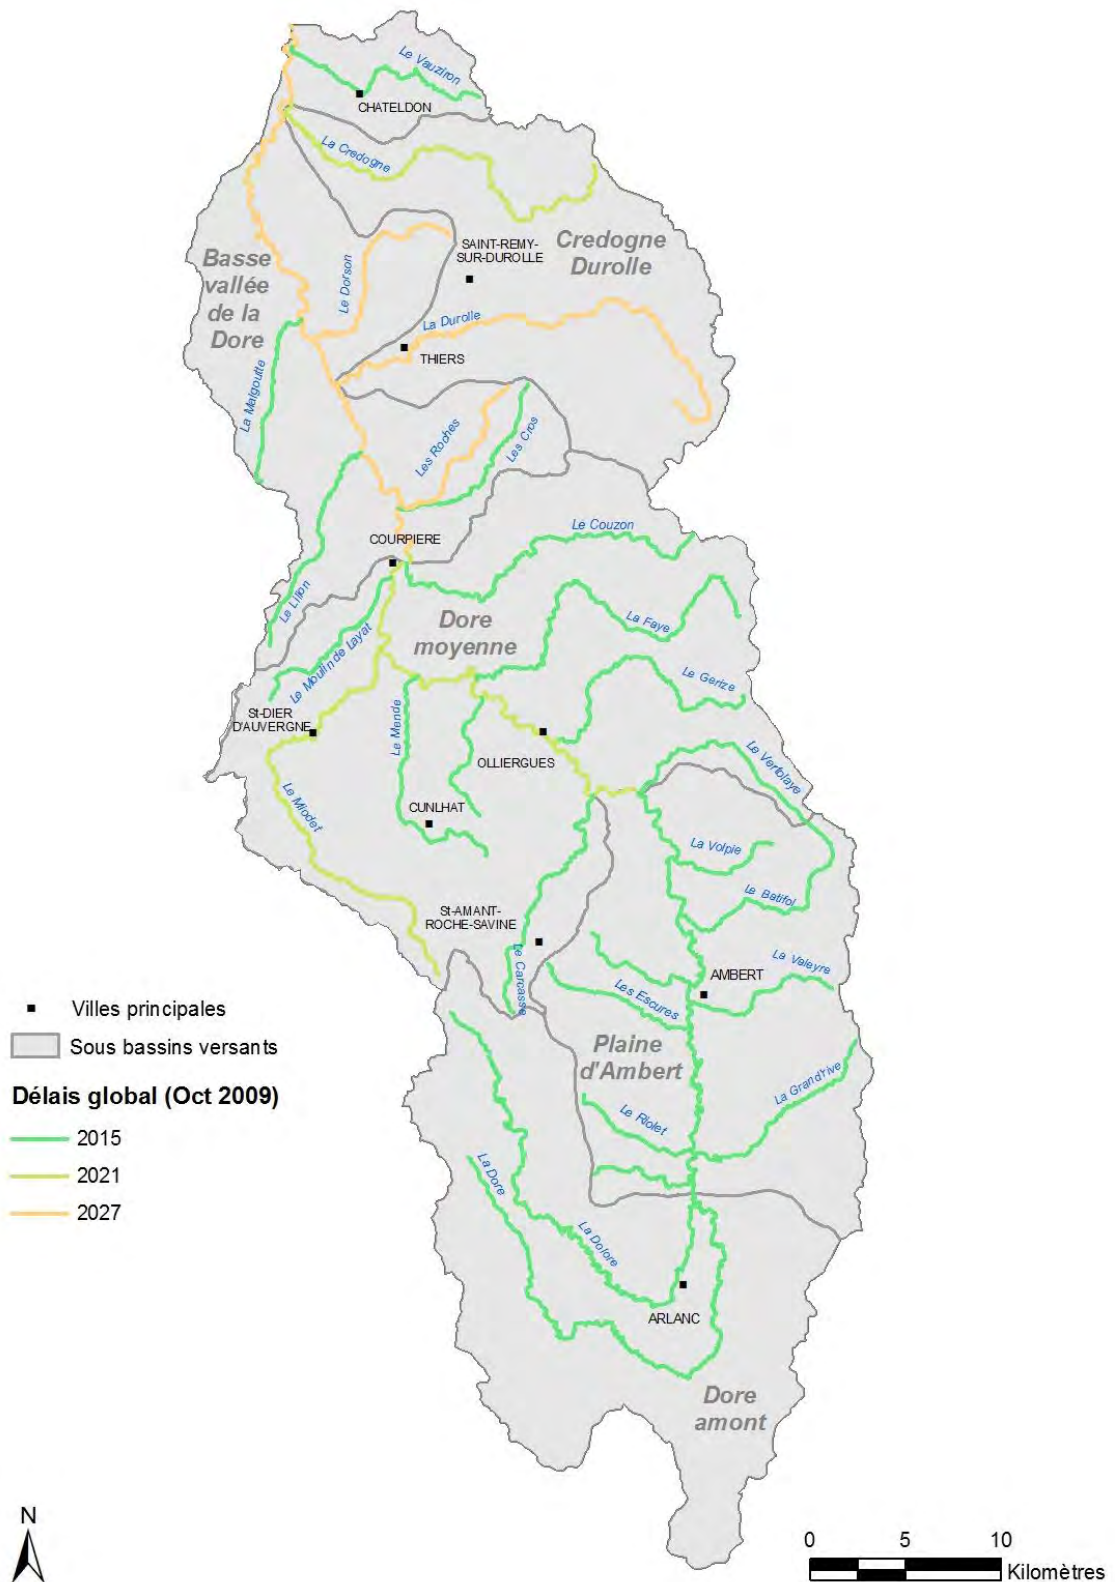 Le Vauziron
CHATELDON
La Credogne
SAINT-REMY-
SUR-DUROLLE
Credogne
Durolle
Basse
vallée
de la
Dore
Le Dorson
La Durolle
THIERS
La Malgoutte
Les Roches
Les Cros
COURPIERE
Le Couzon
Le Lilion
Dore
moyenne
La Faye
Le Moulin de Layat
Le Gerize
St-DIER
D'AUVERGNE
Le Mende
OLLIERGUES
Le Vertolaye
Le Miodet
CUNLHAT
La Volpie
Le Batifol
St-AMANT-
ROCHE-SAVINE
Le Carcasse
AMBERT
La Valeyre
Les Escures
Villes principales
Sous bassins versants
Plaine
d'Ambert
Délais global (Oct 2009)
2015
2021
2027
Le Riolet
La Grand'rive
La Dore
La Dolore
ARLANC
Dore
amont
N
0 5 10
Kilomètres